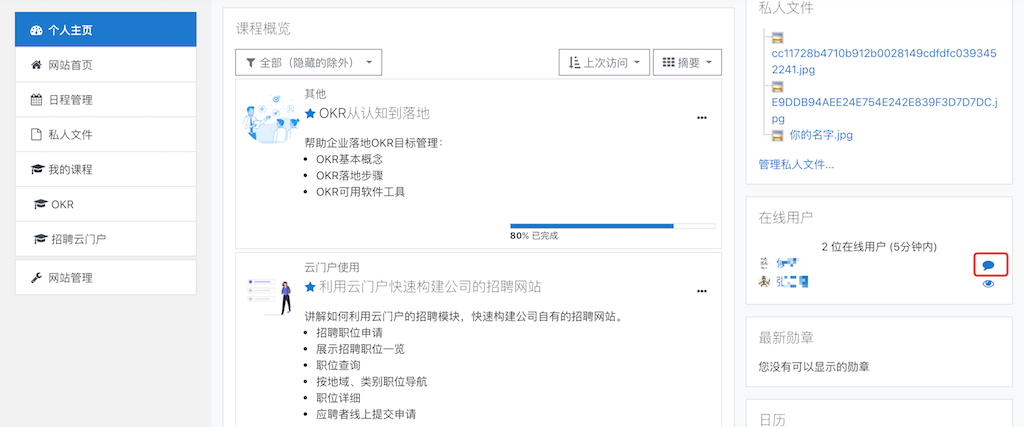 个人主页
网站首页
日程管理
私人文件
我的课程
OKR
招聘云门户
网站管理
课程概览
全部（隐藏的除外）
上次访问
摘要
其他
OKR从认知到落地
帮助企业落地OKR目标管理：
OKR基本概念
OKR落地步骤
OKR可用软件工具
80% 已完成
云门户使用
利用云门户快速构建公司的招聘网站
讲解如何利用云门户的招聘模块，快速构建公司自有的招聘网站。
招聘职位申请
展示招聘职位一览
职位查询
按地域、类别职位导航
职位详细
应聘者线上提交申请
私人文件
cc11728b4710b912b0028149cdfdfc039345
2241.jpg
E9DDB94AEE24E754E242E839F3D7D7DC.j
pg
你的名字.jpg
管理私人文件...
在线用户
2 位在线用户 (5分钟内)
最新勋章
您没有可以显示的勋章
日历